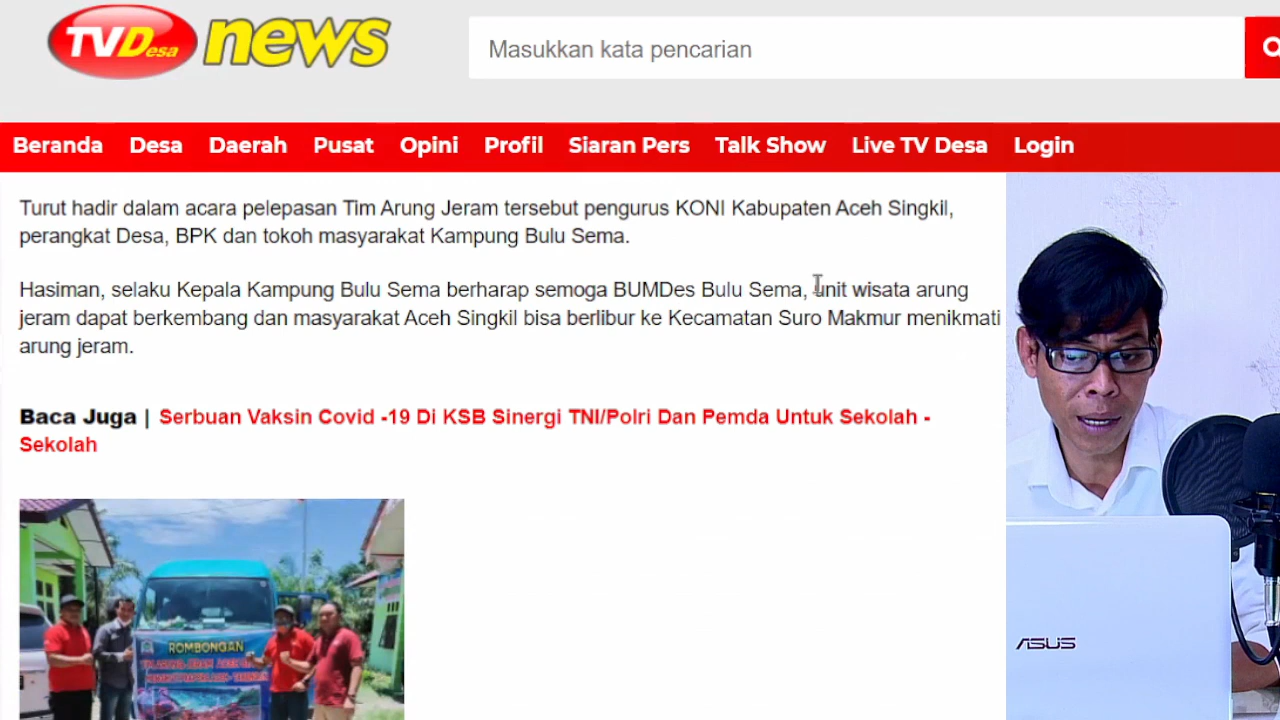 TVDesa news
Masukkan kata pencarian
Beranda Desa Daerah Pusat Opini Profil Siaran Pers Talk Show Live TV Desa Login
Turut hadir dalam acara pelepasan Tim Arung Jeram tersebut pengurus KONI Kabupaten Aceh Singkil,
perangkat Desa, BPK dan tokoh masyarakat Kampung Bulu Sema.
Hasiman, selaku Kepala Kampung Bulu Sema berharap semoga BUMDes Bulu Sema, unit wisata arung
jeram dapat berkembang dan masyarakat Aceh Singkil bisa berlibur ke Kecamatan Suro Makmur menikmati
arung jeram.
Baca Juga | Serbuan Vaksin Covid -19 Di KSB Sinergi TNI/Polri Dan Pemda Untuk Sekolah -
Sekolah
ROMBONGAN
ASUS